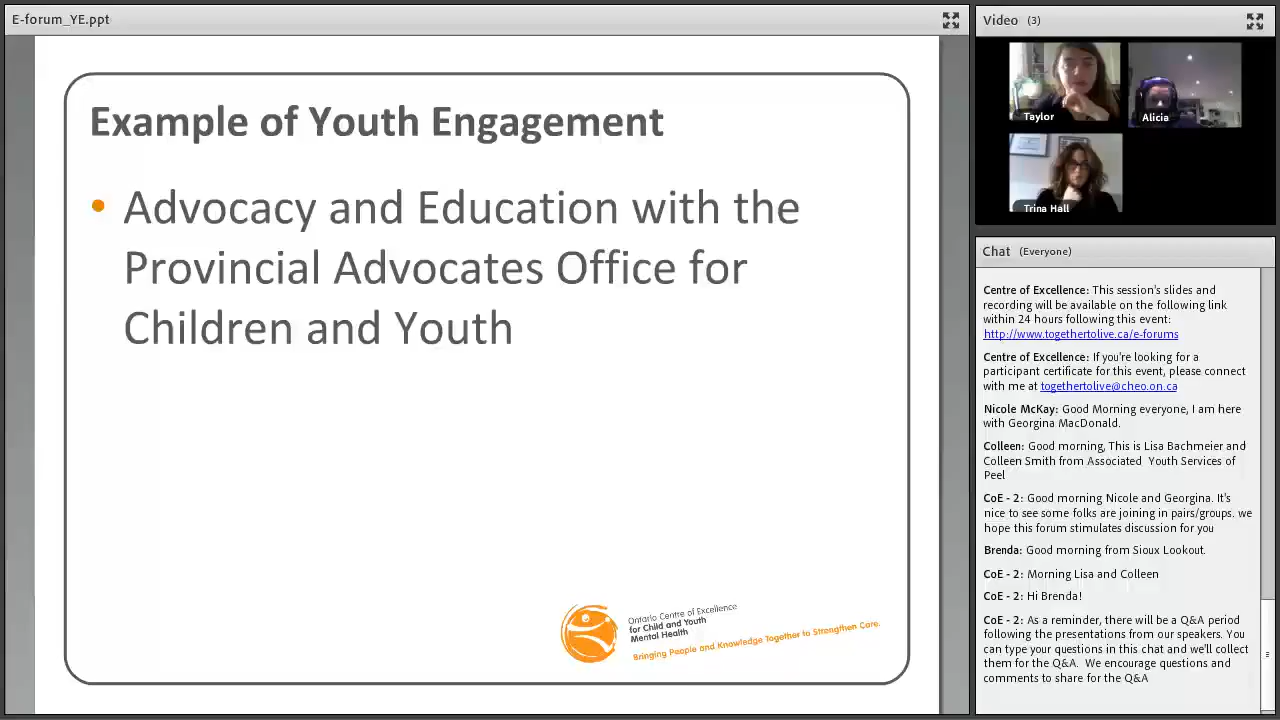 E-forum_YE.ppt
Example of Youth Engagement
• Advocacy and Education with the
Provincial Advocates Office for
Children and Youth
Ontario Centre of Excellence
for Child and Youth
Mental Health
Bringing People and Knowledge Together to Strengthen Care.
Video (3)
Taylor
Alicia
Trina Hall
Chat (Everyone)
Centre of Excellence: This session's slides and
recording will be available on the following link
within 24 hours following this event:
http://www.togethertolive.ca/e-forums
Centre of Excellence: If you're looking for a
participant certificate for this event, please connect
with me at togethertolive@cheo.on.ca
Nicole McKay: Good Morning everyone, I am here
with Georgina MacDonald.
Colleen: Good morning, This is Lisa Bachmeier and
Colleen Smith from Associated Youth Services of
Peel
CoE - 2: Good morning Nicole and Georgina. It's
nice to see some folks are joining in pairs/groups. we
hope this forum stimulates discussion for you
Brenda: Good morning from Sioux Lookout.
CoE - 2: Morning Lisa and Colleen
CoE - 2: Hi Brenda!
CoE - 2: As a reminder, there will be a Q&A period
following the presentations from our speakers. You
can type your questions in this chat and we'll collect
them for the Q&A. We encourage questions and
comments to share for the Q&A